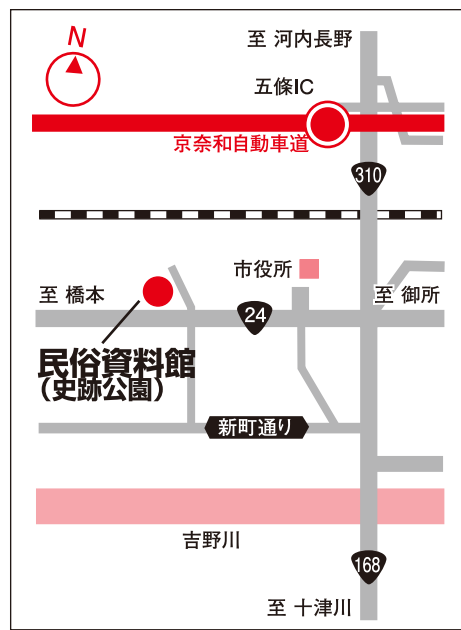 N
至 河内長野
五條IC
京奈和自動車道
310
市役所
至 橋本
24
至 御所
民俗資料館
（史跡公園）
新町通り
吉野川
168
至 十津川